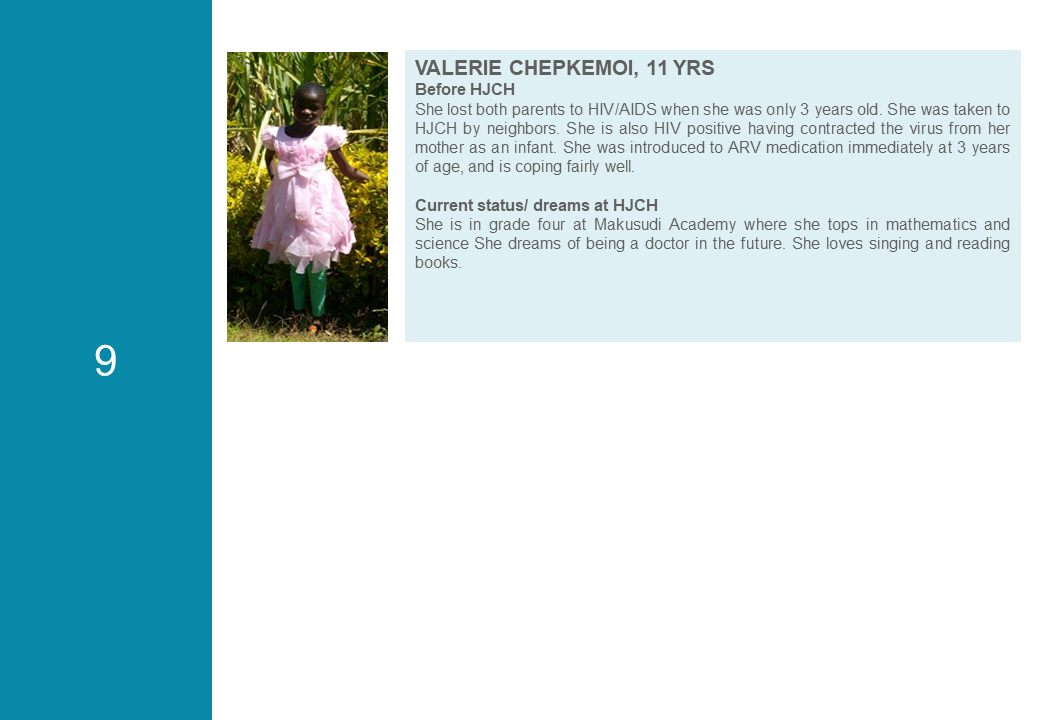 VALERIE CHEPKEMOI, 11 YRS
Before HJCH
She lost both parents to HIV/AIDS when she was only 3 years old. She was taken to
HJCH by neighbors. She is also HIV positive having contracted the virus from her
mother as an infant. She was introduced to ARV medication immediately at 3 years
of age, and is coping fairly well.
Current status/ dreams at HJCH
She is in grade four at Makusudi Academy where she tops in mathematics and
science She dreams of being a doctor in the future. She loves singing and reading
books.
9